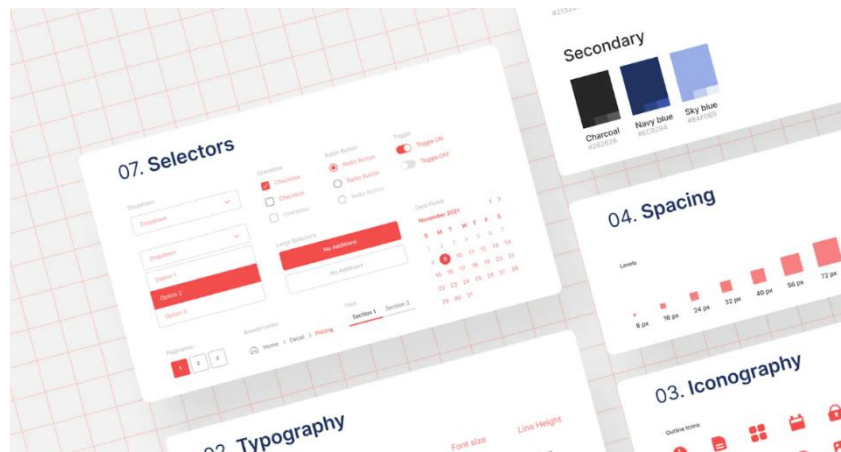 07. Selectors
Dropdown
Dropdown
Dropdown
Option 1
Option 2
Option 3
Pagination
1 2 3
Checkbox
Checkbox
Checkbox
Radio Button
Radio Button
Radio Button
Radio Button
Toggle
Toggle ON
Toggle OFF
Large Selectors
No Additions
No Additions
Breadcrumbs
Home > Detail > Pricing
Tabs
Section 1 Section 2
Date Picker
November 2021
S M T W T F S
1 2 3 4 5 6 7
8 9 10 11 12 13 14
15 16 17 18 19 20 21
22 23 24 25 26 27 28
29 30 31
Secondary
Charcoal
#262626
Navy blue
Sky blue
04. Spacing
Levels
8 px 16 px 24 px 32 px 40 px 56 px 72 px
03. Iconography
Outline Icons
02. Typography
Font size
Line Height